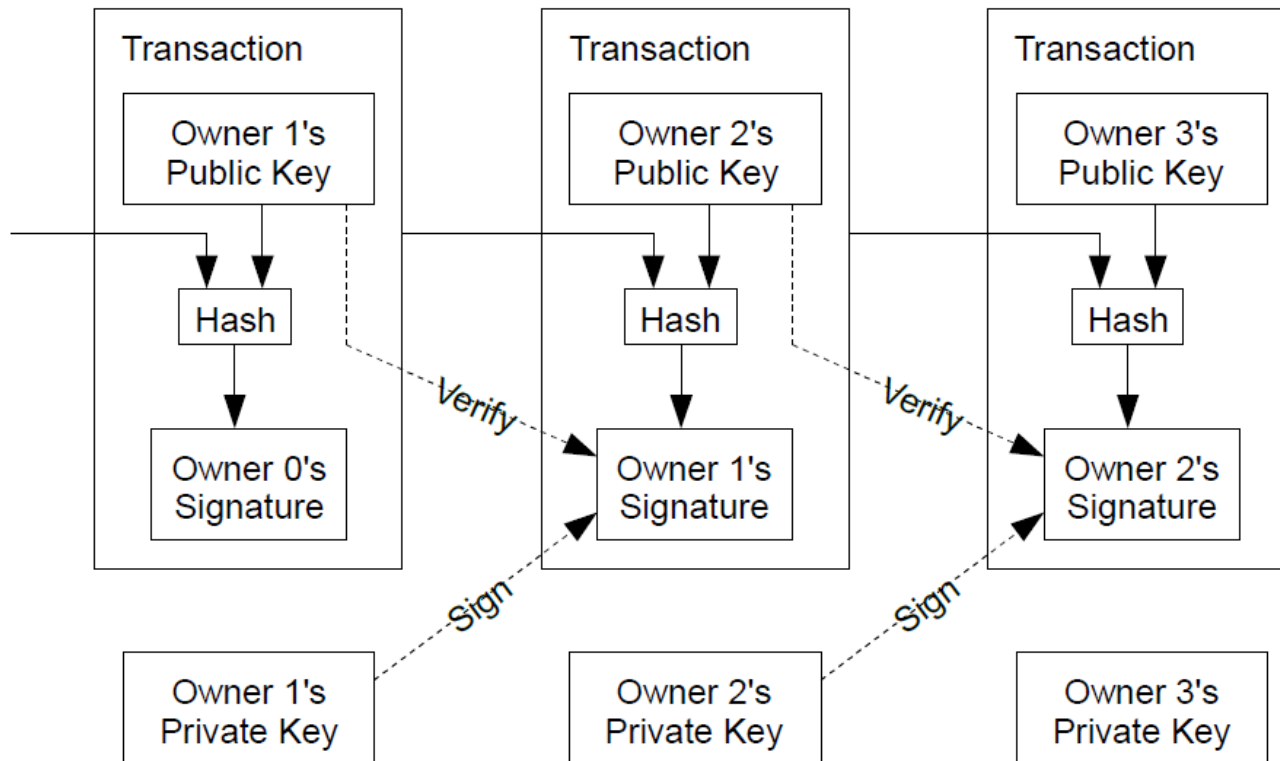 Transaction
Transaction
Transaction
Owner 1's
Public Key
Owner 2's
Public Key
Owner 3's
Public Key
Hash
Hash
Hash
Verify
Verify
Owner 0's
Signature
Owner 1's
Signature
Owner 2's
Signature
Sign
Sign
Owner 1's
Private Key
Owner 2's
Private Key
Owner 3's
Private Key